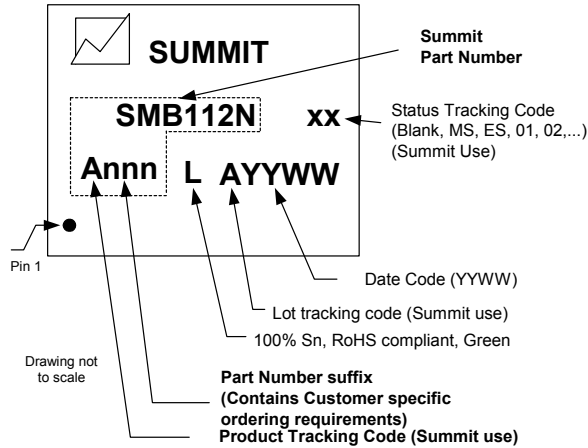 SUMMIT
Summit
Part Number
SMB112N
xx
Status Tracking Code
(Blank, MS, ES, 01, 02,...)
(Summit Use)
Annn L AYYWW
Pin 1
Date Code (YYWW)
Lot tracking code (Summit use)
100% Sn, RoHS compliant, Green
Drawing not
to scale
Part Number suffix
(Contains Customer specific
ordering requirements)
Product Tracking Code (Summit use)